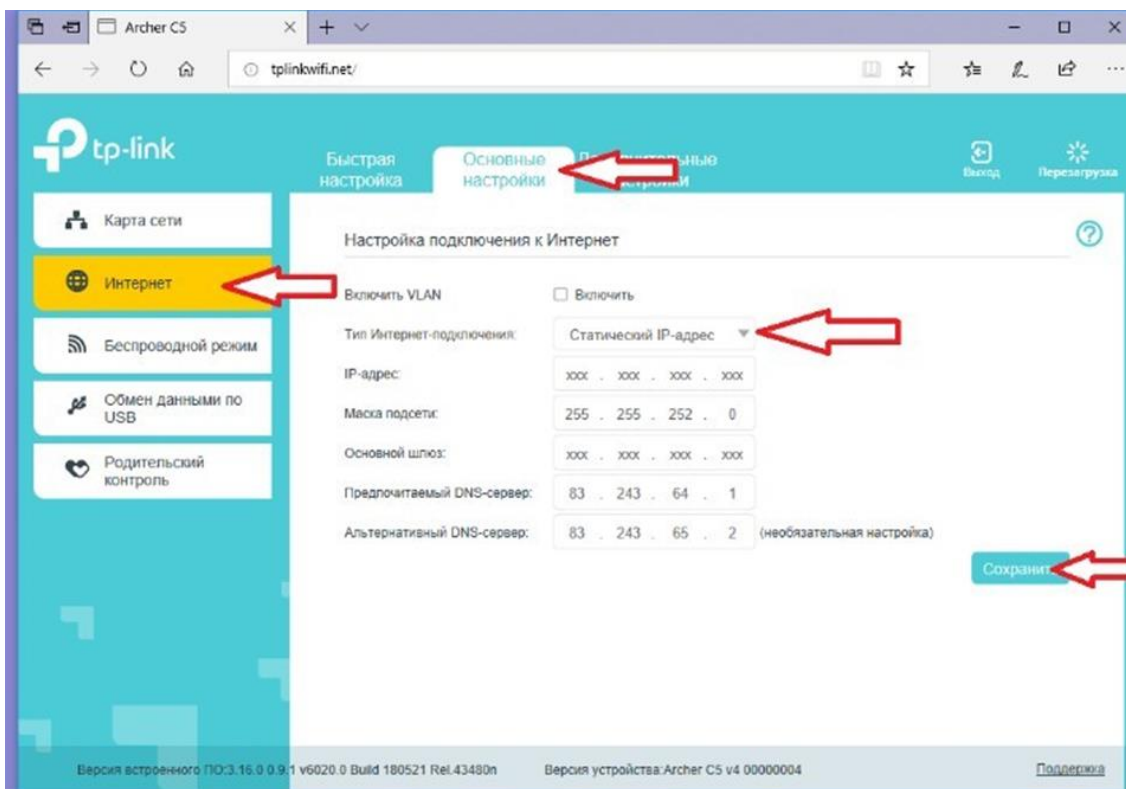 Archer C5
tplinkwifi.net/
tp-link
Быстрая
настройка
Основные
настройки
Выход
Перезагрузка
Карта сети
Интернет
Беспроводной режим
Обмен данными по
USB
Родительский
контроль
Настройка подключения к Интернет
Включить VLAN
Включить
Тип Интернет-подключения:
Статический IP-адрес
IP-адрес:
xxx . xxx . xxx . xxx
Маска подсети:
255 . 255 . 252 . 0
Основной шлюз:
xxx . xxx . xxx . xxx
Предпочитаемый DNS-сервер:
83 . 243 . 64 . 1
Альтернативный DNS-сервер:
83 . 243 . 65 . 2 (необязательная настройка)
Версия встроенного ПО:3.16.0 0.9.1 v6020.0 Build 180521 Rel.43480n
Версия устройства:Archer C5 v4 00000004
Поддержка